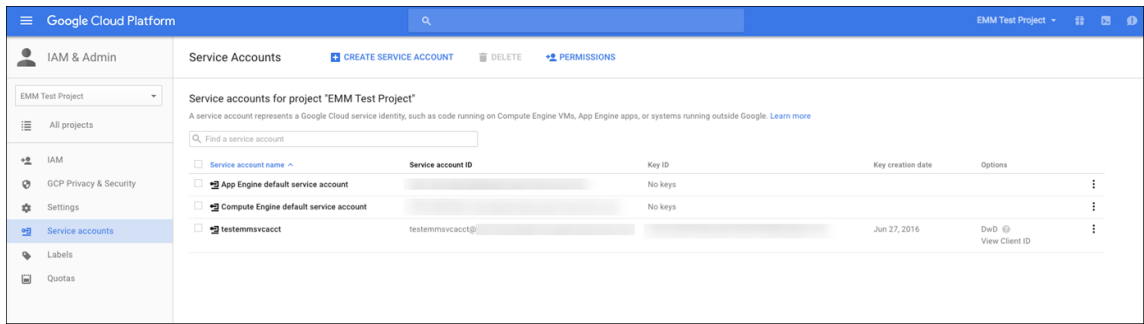 Google Cloud Platform
EMM Test Project
IAM & Admin
EMM Test Project
All projects
IAM
GCP Privacy & Security
Settings
Service accounts
Labels
Quotas
Service Accounts
CREATE SERVICE ACCOUNT
DELETE
PERMISSIONS
Service accounts for project "EMM Test Project"
A service account represents a Google Cloud service identity, such as code running on Compute Engine VMs, App Engine apps, or systems running outside Google. Learn more
Find a service account
Service account name Service account ID Key ID Key creation date Options
App Engine default service account No keys
Compute Engine default service account No keys
testemmsvcacct testemmsvcacct@ Jun 27, 2016 DwD
View Client ID